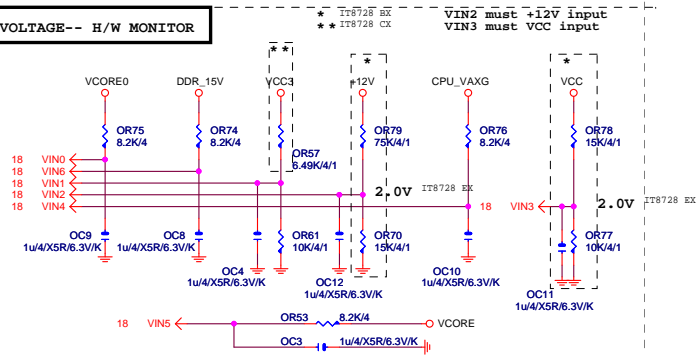 VOLTAGE-- H/W MONITOR
* IT8728 BX
** IT8728 CX
VIN2 must +12V input
VIN3 must VCC input
**
*
*
VCORE0
DDR_15V
VCC3
+12V
CPU_VAXG
VCC
OR75
8.2K/4
OR74
8.2K/4
OR57
6.49K/4/1
OR79
75K/4/1
OR76
8.2K/4
OR78
15K/4/1
18 VIN0
18 VIN6
18 VIN1
18 VIN2
18 VIN4
2.0V IT8728 EX
18 VIN3
2.0V IT8728 EX
OC9
1u/4/X5R/6.3V/K
OC8
1u/4/X5R/6.3V/K
OC4
1u/4/X5R/6.3V/K
OR61
10K/4/1
OC12
1u/4/X5R/6.3V/K
OR70
15K/4/1
OC10
1u/4/X5R/6.3V/K
OC11
1u/4/X5R/6.3V/K
OR77
10K/4/1
18 VIN5
OR53 8.2K/4
VCORE
OC3 1u/4/X5R/6.3V/K